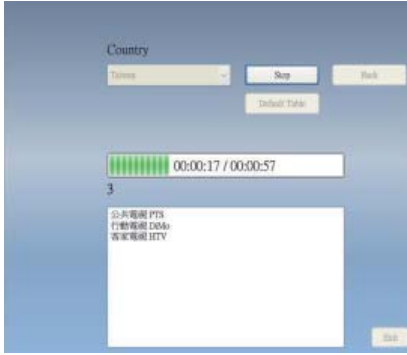 Country
Taiwan
Stop
Back
Default Table
00:00:17 / 00:00:57
3
公共電視 PTS
行動電視 DiMo
客家電視 HTV
Exit